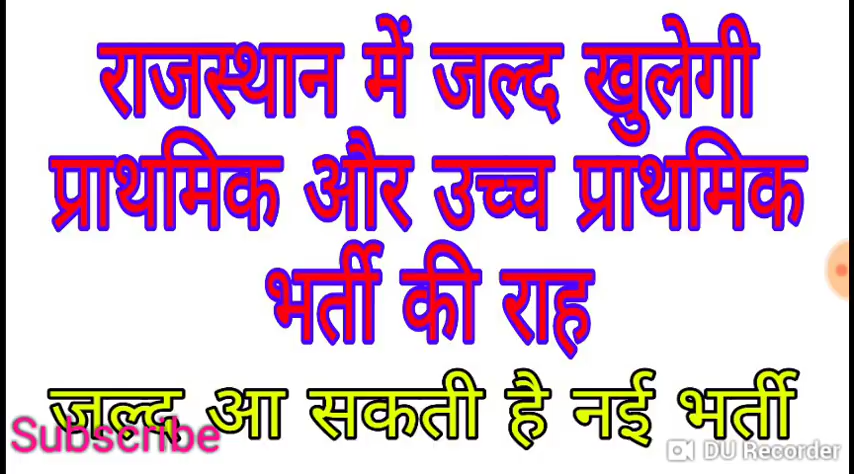 राजस्थान में जल्द खुलेगी
प्राथमिक और उच्च प्राथमिक
भर्ती की राह
जल्द आ सकती है नई भर्ती
Subscribe
DU Recorder